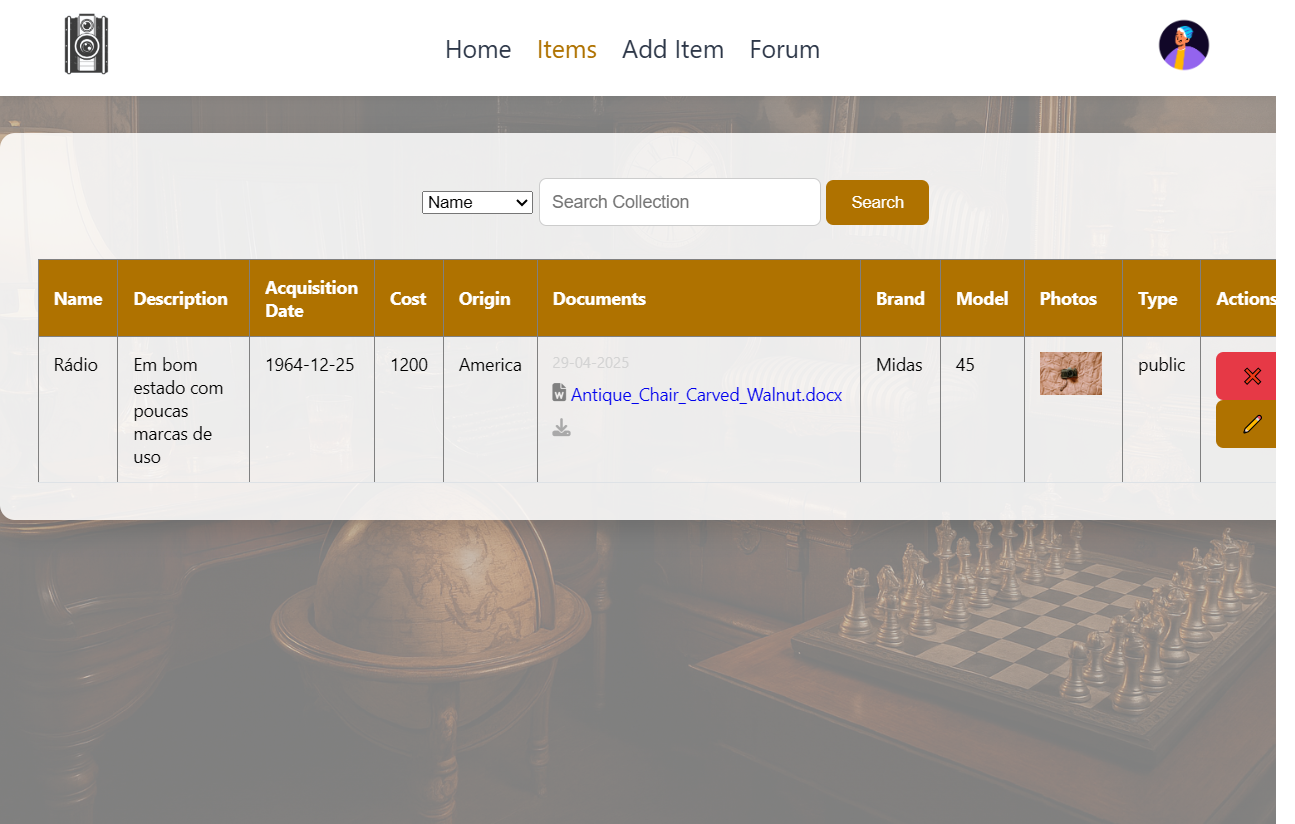 Home Items Add Item Forum
Name Search Collection Search
Name Description Acquisition Date Cost Origin Documents Brand Model Photos Type Actions
Rádio Em bom estado com poucas marcas de uso 1964-12-25 1200 America 29-04-2025 Antique_Chair_Carved_Walnut.docx Midas 45 public